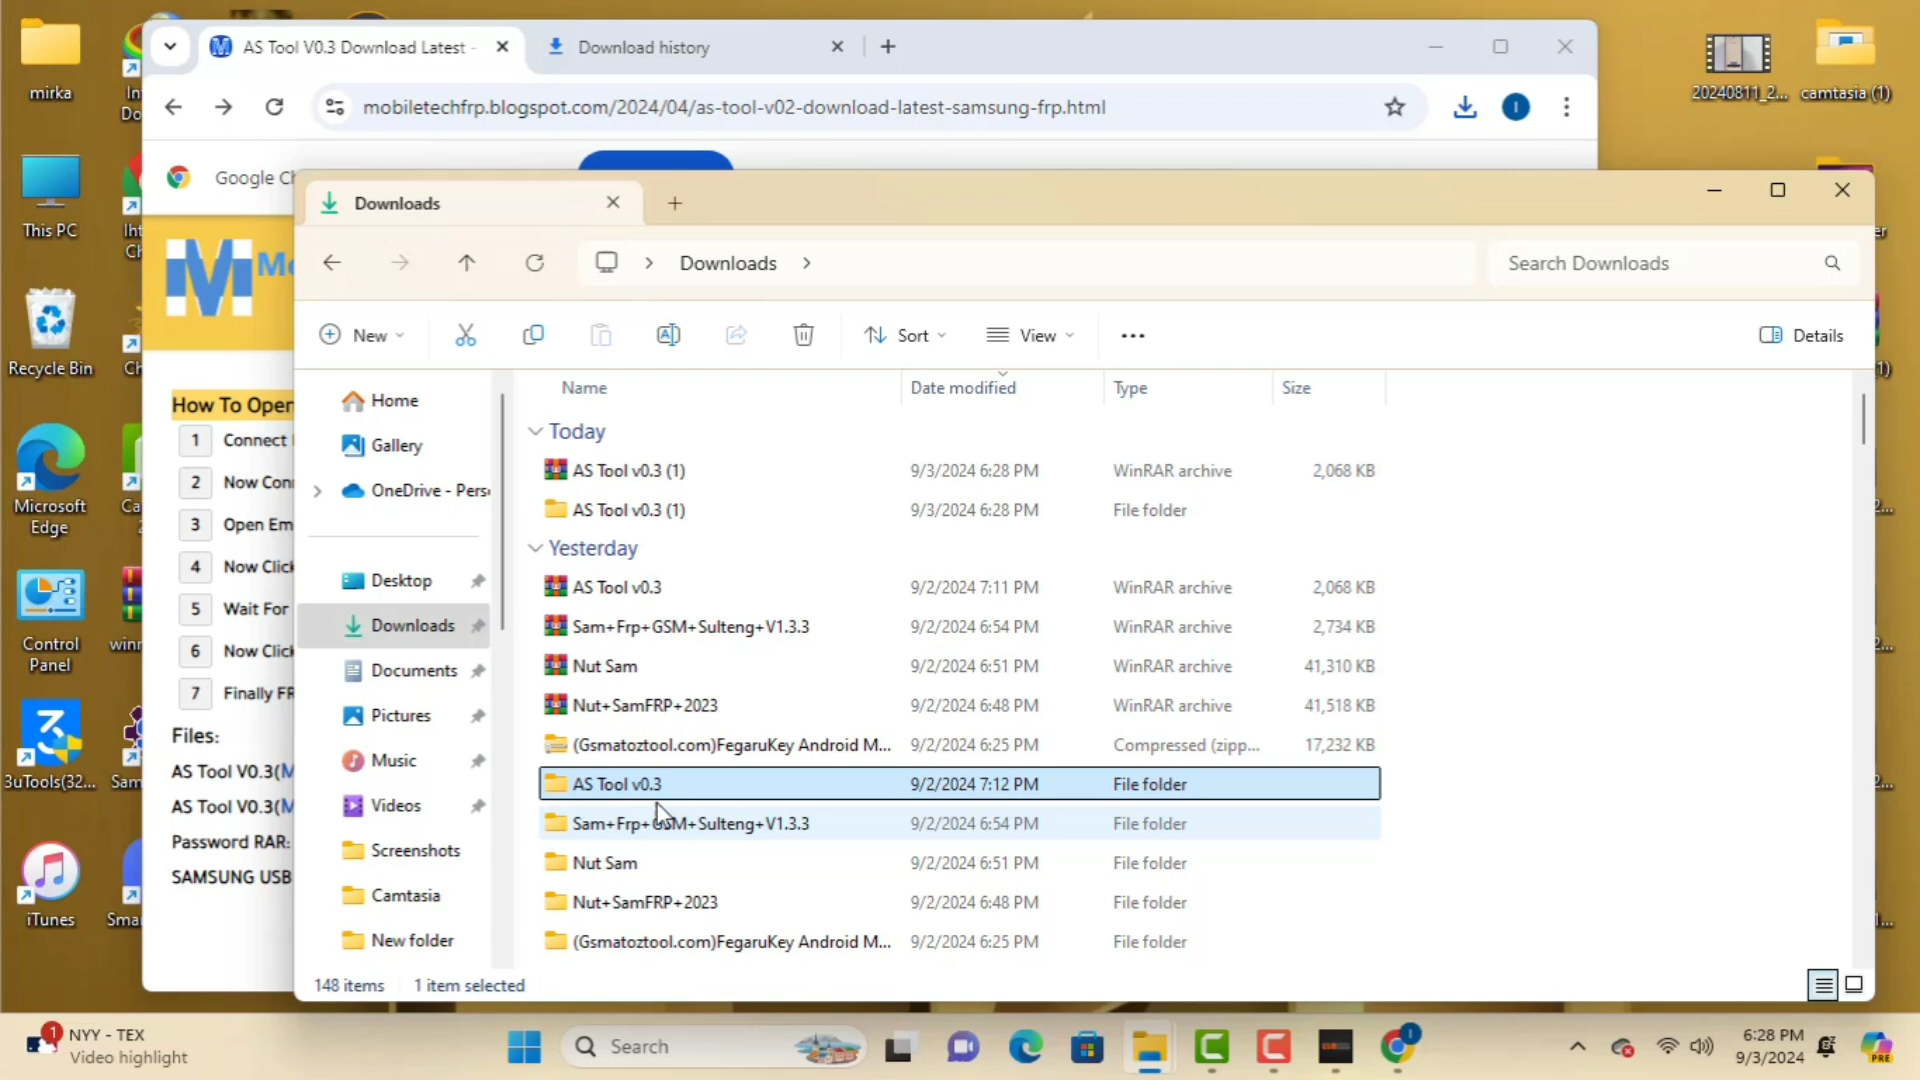 mirka
This PC
Recycle Bin
Microsoft
Edge
Control
Panel
3uTools(32...
iTunes
AS Tool V0.3 Download Latest -
Download history
mobiletechfrp.blogspot.com/2024/04/as-tool-v02-download-latest-samsung-frp.html
20240811_2...
camtasia (1)
Google Ch
How To Open
1 Connect
2 Now Con
3 Open Em
4 Now Click
5 Wait For
6 Now Click
7 Finally FR
Files:
AS Tool V0.3(M
AS Tool V0.3(M
Password RAR:
SAMSUNG USB
Downloads
Downloads
Search Downloads
New
Sort
View
Details
Home
Gallery
OneDrive - Perso
Desktop
Downloads
Documents
Pictures
Music
Videos
Screenshots
Camtasia
New folder
Name Date modified Type Size
Today
AS Tool v0.3 (1) 9/3/2024 6:28 PM WinRAR archive 2,068 KB
AS Tool v0.3 (1) 9/3/2024 6:28 PM File folder
Yesterday
AS Tool v0.3 9/2/2024 7:11 PM WinRAR archive 2,068 KB
Sam+Frp+GSM+Sulteng+V1.3.3 9/2/2024 6:54 PM WinRAR archive 2,734 KB
Nut Sam 9/2/2024 6:51 PM WinRAR archive 41,310 KB
Nut+SamFRP+2023 9/2/2024 6:48 PM WinRAR archive 41,518 KB
(Gsmatoztool.com)FegaruKey Android M... 9/2/2024 6:25 PM Compressed (zipp... 17,232 KB
AS Tool v0.3 9/2/2024 7:12 PM File folder
Sam+Frp+GSM+Sulteng+V1.3.3 9/2/2024 6:54 PM File folder
Nut Sam 9/2/2024 6:51 PM File folder
Nut+SamFRP+2023 9/2/2024 6:48 PM File folder
(Gsmatoztool.com)FegaruKey Android M... 9/2/2024 6:25 PM File folder
148 items 1 item selected
1
NYY - TEX
Video highlight
Search
6:28 PM
9/3/2024
PRE